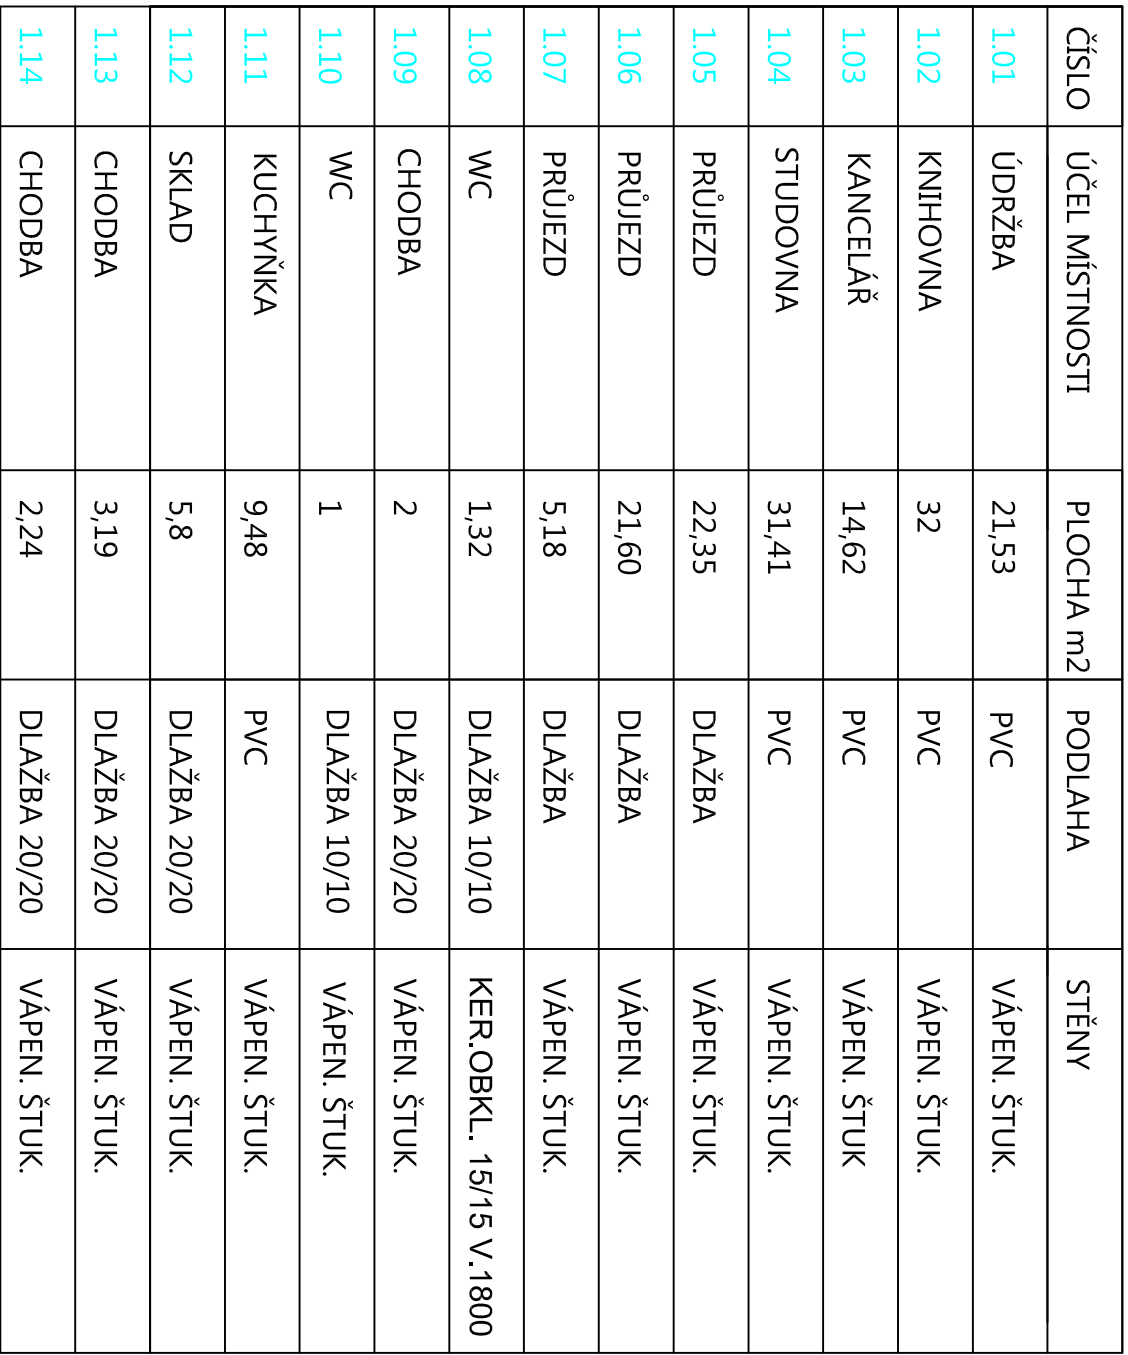 ČÍSLO ÚČEL MÍSTNOSTI PLOCHA m2 PODLAHA STĚNY
1.01 ÚDRŽBA 21,53 PVC VÁPEN. ŠTUK.
1.02 KNIHOVNA 32 PVC VÁPEN. ŠTUK.
1.03 KANCELÁŘ 14,62 PVC VÁPEN. ŠTUK
1.04 STUDOVNA 31,41 PVC VÁPEN. ŠTUK.
1.05 PRŮJEZD 22,35 DLAŽBA VÁPEN. ŠTUK.
1.06 PRŮJEZD 21,60 DLAŽBA VÁPEN. ŠTUK.
1.07 PRŮJEZD 5,18 DLAŽBA VÁPEN. ŠTUK.
1.08 WC 1,32 DLAŽBA 10/10 KER.OBKL. 15/15 V.1800
1.09 CHODBA 2 DLAŽBA 20/20 VÁPEN. ŠTUK.
1.10 WC 1 DLAŽBA 10/10 VÁPEN. ŠTUK.
1.11 KUCHYŇKA 9,48 PVC VÁPEN. ŠTUK.
1.12 SKLAD 5,8 DLAŽBA 20/20 VÁPEN. ŠTUK.
1.13 CHODBA 3,19 DLAŽBA 20/20 VÁPEN. ŠTUK.
1.14 CHODBA 2,24 DLAŽBA 20/20 VÁPEN. ŠTUK.